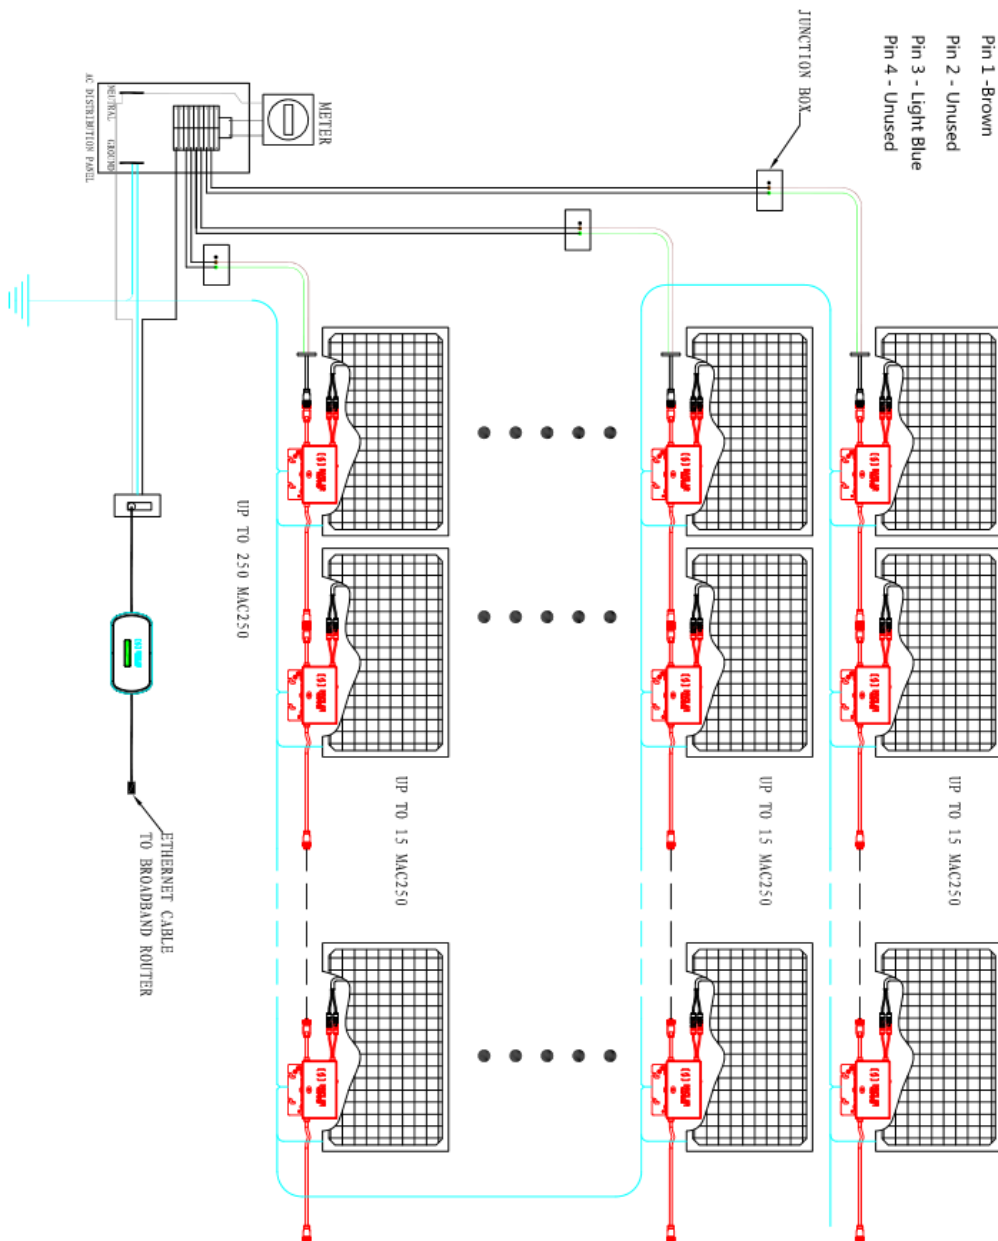 Pin 1 -Brown
Pin 2 - Unused
Pin 3 - Light Blue
Pin 4 - Unused
JUNCTION BOX
METER
NEUTRAL
GROUND
AC DISTRIBUTION PANEL
UP TO 15 MAC250
UP TO 15 MAC250
UP TO 15 MAC250
UP TO 250 MAC250
ETHERNET CABLE
TO BROADBAND ROUTER